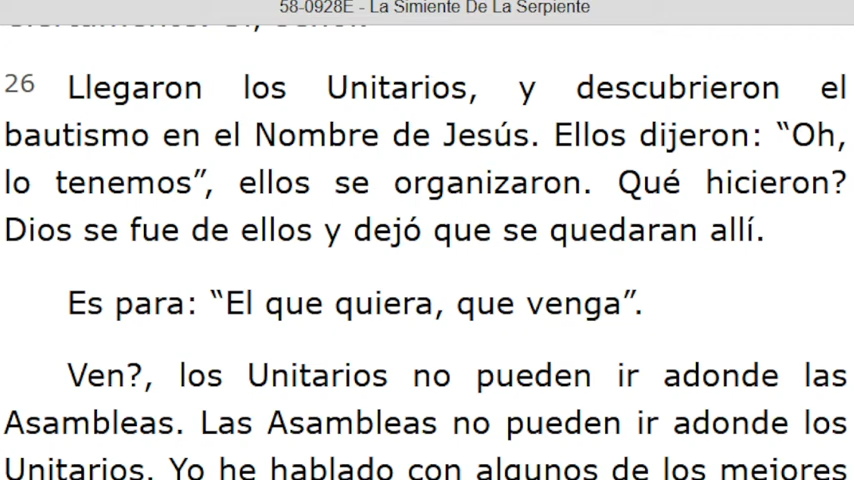 58-0928E - La Simiente De La Serpiente
26 Llegaron los Unitarios, y descubrieron el
bautismo en el Nombre de Jesús. Ellos dijeron: “Oh,
lo tenemos”, ellos se organizaron. Qué hicieron?
Dios se fue de ellos y dejó que se quedaran allí.
Es para: “El que quiera, que venga”.
Ven?, los Unitarios no pueden ir adonde las
Asambleas. Las Asambleas no pueden ir adonde los
Unitarios. Yo he hablado con algunos de los mejores